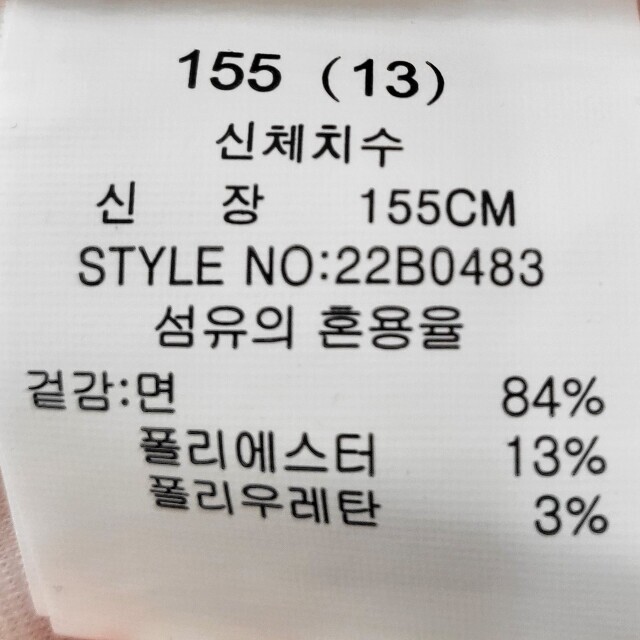 155 (13)
신체치수
신 장 155CM
STYLE NO:22B0483
섬유의 혼용율
겉감:면 84%
폴리에스터 13%
폴리우레탄 3%